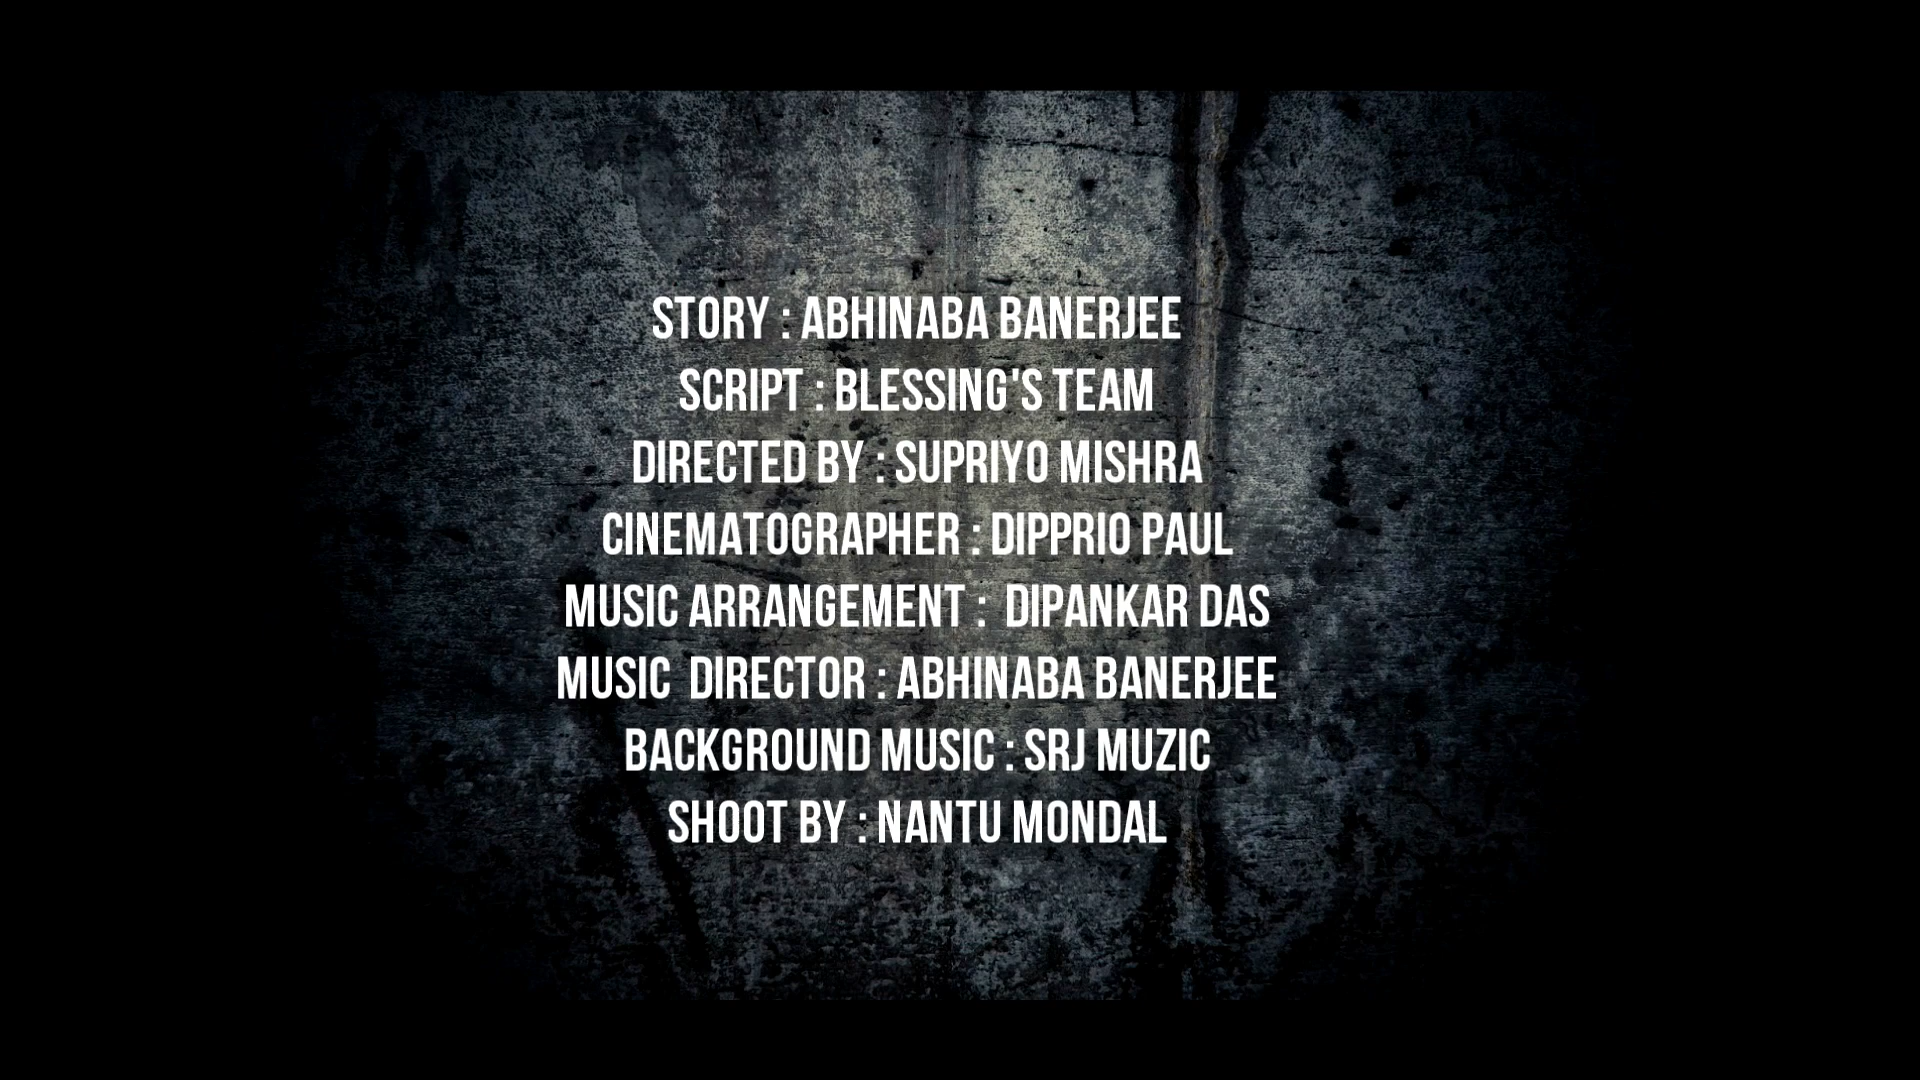 STORY : ABHINABA BANERJEE
SCRIPT : BLESSING'S TEAM
DIRECTED BY : SUPRIYO MISHRA
CINEMATOGRAPHER : DIPPRIO PAUL
MUSIC ARRANGEMENT :  DIPANKAR DAS
MUSIC  DIRECTOR : ABHINABA BANERJEE
BACKGROUND MUSIC : SRJ MUZIC
SHOOT BY : NANTU MONDAL